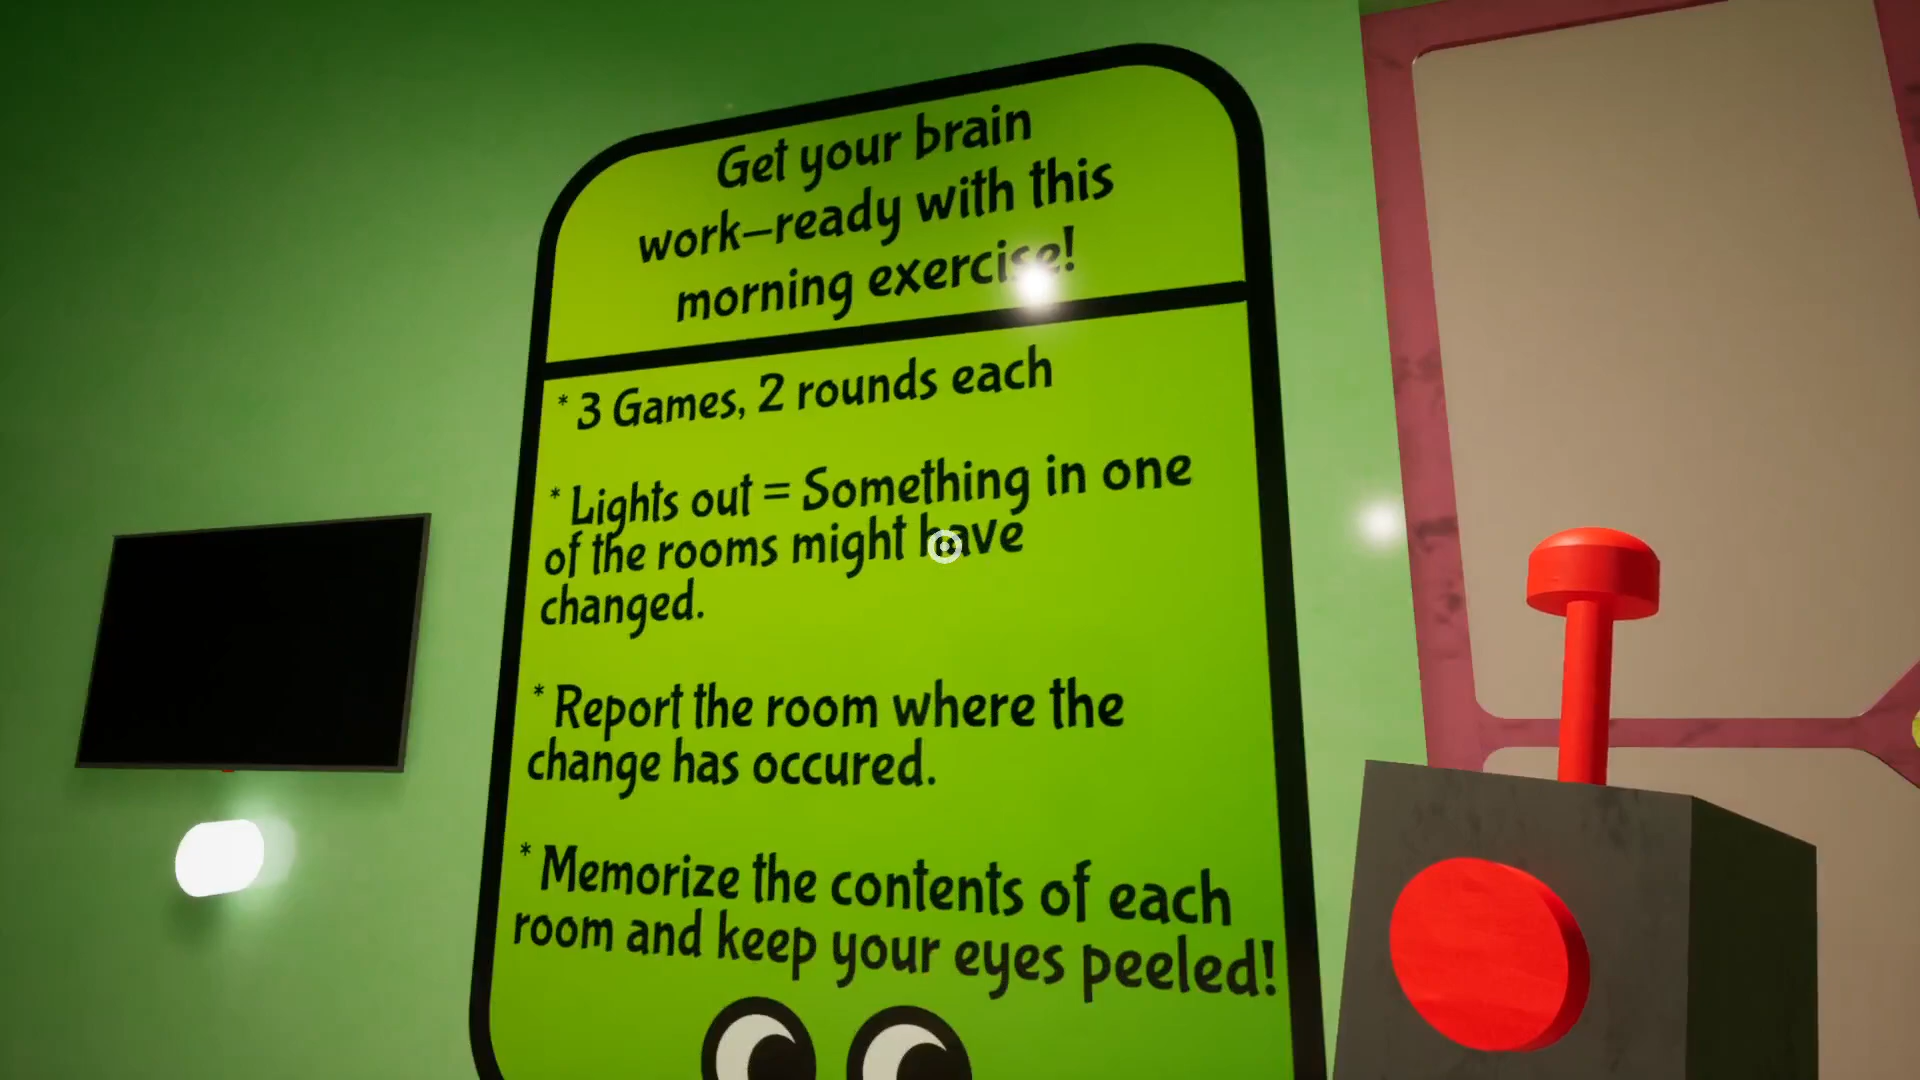 Get your brain
work-ready with this
morning exercise!
* 3 Games, 2 rounds each
* Lights out = Something in one
of the rooms might have
changed.
* Report the room where the
change has occured.
* Memorize the contents of each
room and keep your eyes peeled!